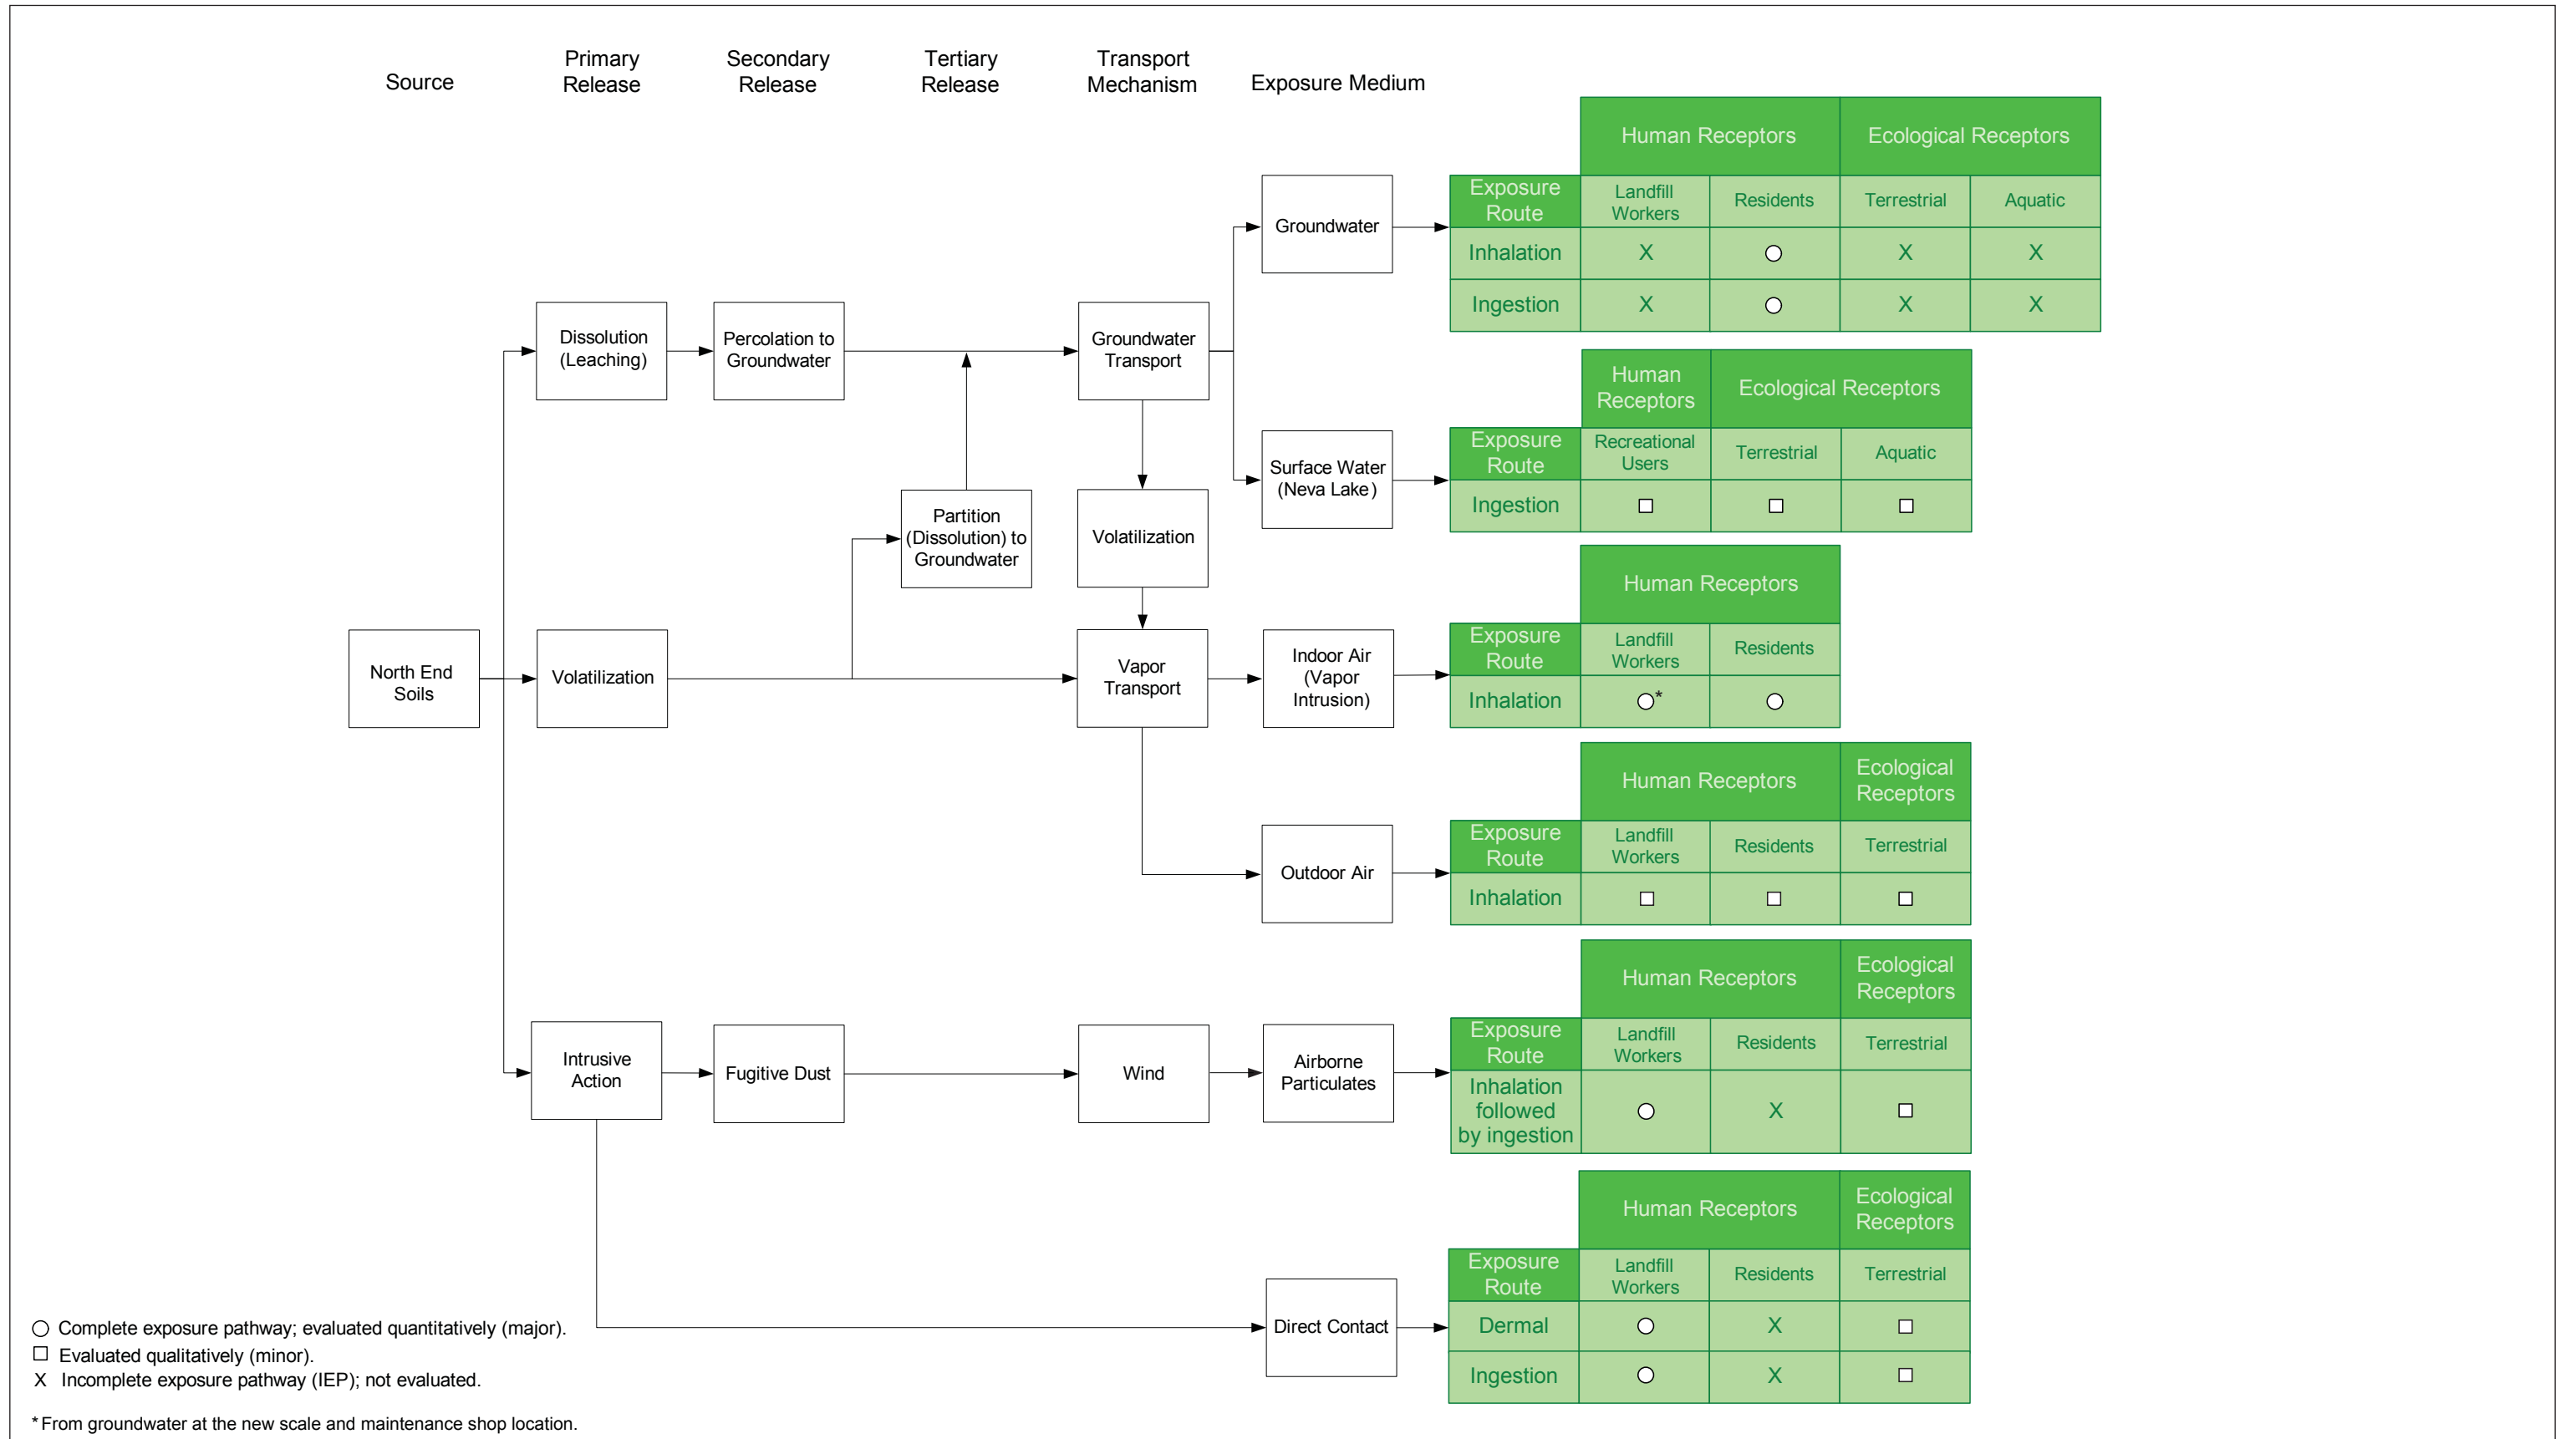 Source
Primary
Release
Secondary
Release
Tertiary
Release
Transport
Mechanism
Exposure Medium
North End
Soils
Dissolution
(Leaching)
Percolation to
Groundwater
Volatilization
Partition
(Dissolution) to
Groundwater
Groundwater
Transport
Volatilization
Vapor
Transport
Intrusive
Action
Fugitive Dust
Wind
Groundwater
Human Receptors
Ecological Receptors
Exposure
Route
Landfill
Workers
Residents
Terrestrial
Aquatic
Inhalation X ○ X X
Ingestion X ○ X X
Surface Water
(Neva Lake)
Human
Receptors
Ecological Receptors
Exposure
Route
Recreational
Users
Terrestrial
Aquatic
Ingestion □ □ □
Indoor Air
(Vapor
Intrusion)
Human Receptors
Exposure
Route
Landfill
Workers
Residents
Inhalation ○* ○
Outdoor Air
Human Receptors
Ecological
Receptors
Exposure
Route
Landfill
Workers
Residents
Terrestrial
Inhalation □ □ □
Airborne
Particulates
Human Receptors
Ecological
Receptors
Exposure
Route
Landfill
Workers
Residents
Terrestrial
Inhalation
followed
by ingestion
○ X □
Direct Contact
Human Receptors
Ecological
Receptors
Exposure
Route
Landfill
Workers
Residents
Terrestrial
Dermal ○ X □
Ingestion ○ X □
○ Complete exposure pathway; evaluated quantitatively (major).
□ Evaluated qualitatively (minor).
X Incomplete exposure pathway (IEP); not evaluated.
* From groundwater at the new scale and maintenance shop location.